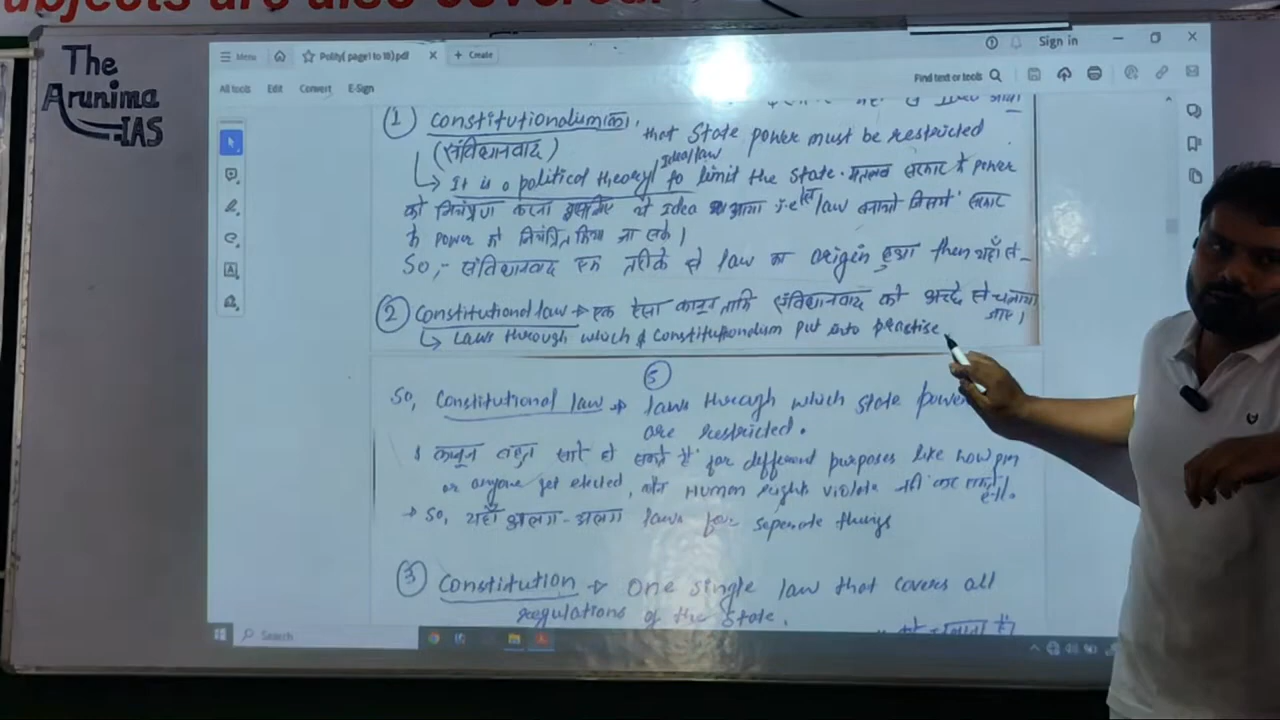 ubjects are also covered.
The
Arunima
IAS
Menu
Polity( page1 to 18).pdf
× + Create
Sign in
All tools Edit Convert E-Sign
Find text or tools
① Constitutionalism का, that State power must be restricted
(संविधानवाद)
Idea/law
↳ It is a political theory to limit the State. मतलब सरकार के power
को नियंत्रण करना इसलिए ये Idea आया i.e law बनाओ जिससे सरकार
के power को नियंत्रित किया जा सके।
So, संविधानवाद एक तरीके से law का origin हुआ then यहाँ से
② Constitutional law → एक ऐसा कानून ताकि संविधानवाद को अच्छे से चलाया
जाए।
↳ Laws through which Constitutionalism put into practise
⑤
So, Constitutional law → laws through which state power
are restricted.
कानून बहुत सारे हो सकते है for different purposes like how pm
or anyone get elected, कौन Human rights violate नही कर सकते
→ So, यहाँ अलग-अलग laws for seperate things
③ Constitution → One single law that covers all
regulations of the State.
Search